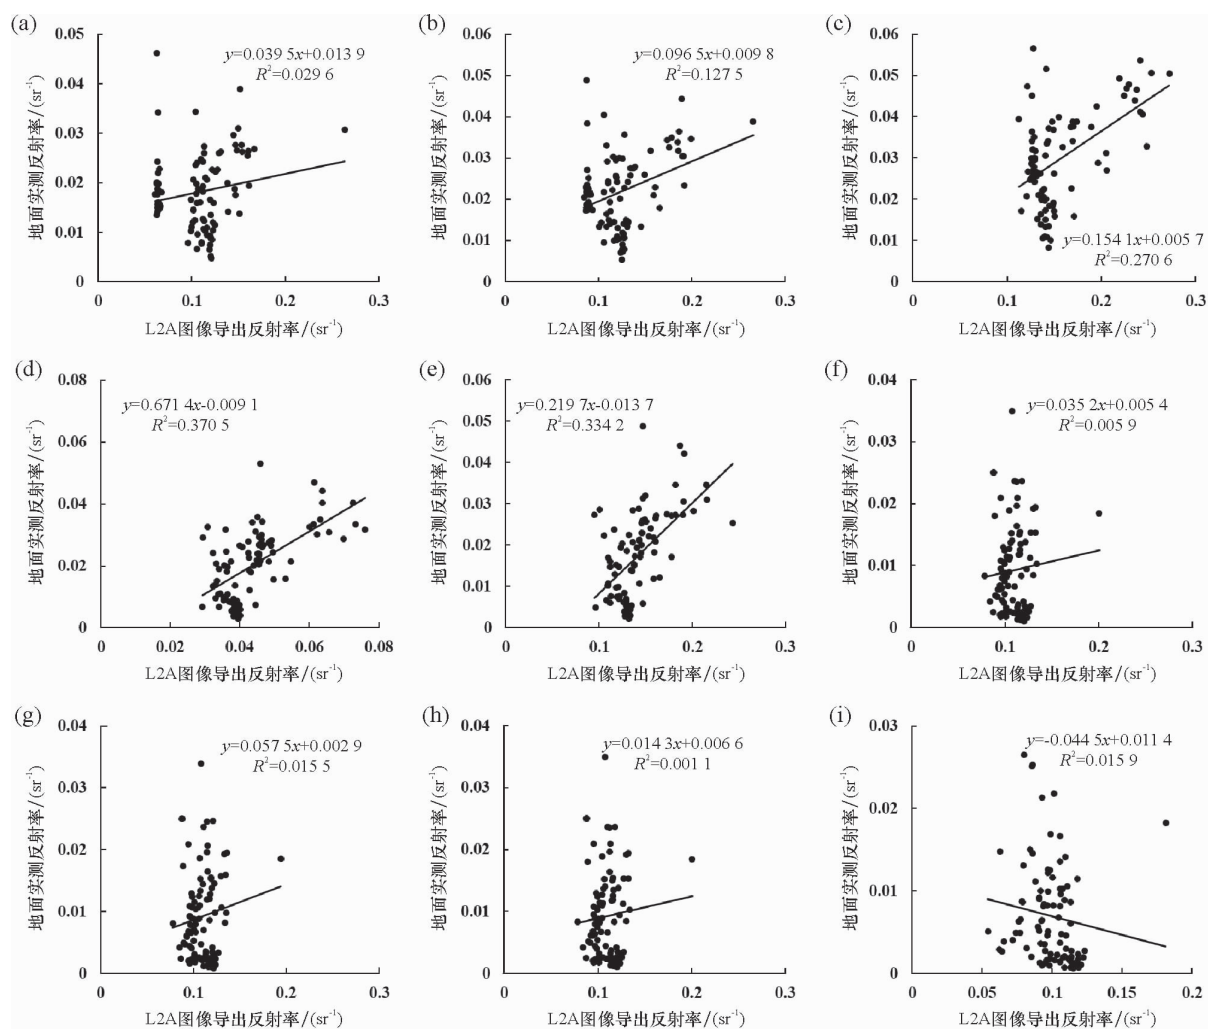 (a)
0.05
0.04
0.03
0.02
0.01
0
地面实测反射率/(sr⁻¹)
y=0.039 5x+0.013 9
R²=0.029 6
0
0.1
0.2
0.3
L2A图像导出反射率/(sr⁻¹)
(b)
0.06
0.05
0.04
0.03
0.02
0.01
0
地面实测反射率/(sr⁻¹)
y=0.096 5x+0.009 8
R²=0.127 5
0
0.1
0.2
0.3
L2A图像导出反射率/(sr⁻¹)
(c)
0.06
0.05
0.04
0.03
0.02
0.01
0
地面实测反射率/(sr⁻¹)
y=0.154 1x+0.005 7
R²=0.270 6
0
0.1
0.2
0.3
L2A图像导出反射率/(sr⁻¹)
(d)
0.08
0.06
0.04
0.02
0
地面实测反射率/(sr⁻¹)
y=0.671 4x-0.009 1
R²=0.370 5
0
0.02
0.04
0.06
0.08
L2A图像导出反射率/(sr⁻¹)
(e)
0.06
0.05
0.04
0.03
0.02
0.01
0
地面实测反射率/(sr⁻¹)
y=0.219 7x-0.013 7
R²=0.334 2
0
0.1
0.2
0.3
L2A图像导出反射率/(sr⁻¹)
(f)
0.04
0.03
0.02
0.01
0
地面实测反射率/(sr⁻¹)
y=0.035 2x+0.005 4
R²=0.005 9
0
0.1
0.2
0.3
L2A图像导出反射率/(sr⁻¹)
(g)
0.04
0.03
0.02
0.01
0
地面实测反射率/(sr⁻¹)
y=0.057 5x+0.002 9
R²=0.015 5
0
0.1
0.2
0.3
L2A图像导出反射率/(sr⁻¹)
(h)
0.04
0.03
0.02
0.01
0
地面实测反射率/(sr⁻¹)
y=0.014 3x+0.006 6
R²=0.001 1
0
0.1
0.2
0.3
L2A图像导出反射率/(sr⁻¹)
(i)
0.03
0.02
0.01
0
地面实测反射率/(sr⁻¹)
y=-0.044 5x+0.011 4
R²=0.015 9
0
0.05
0.1
0.15
0.2
L2A图像导出反射率/(sr⁻¹)